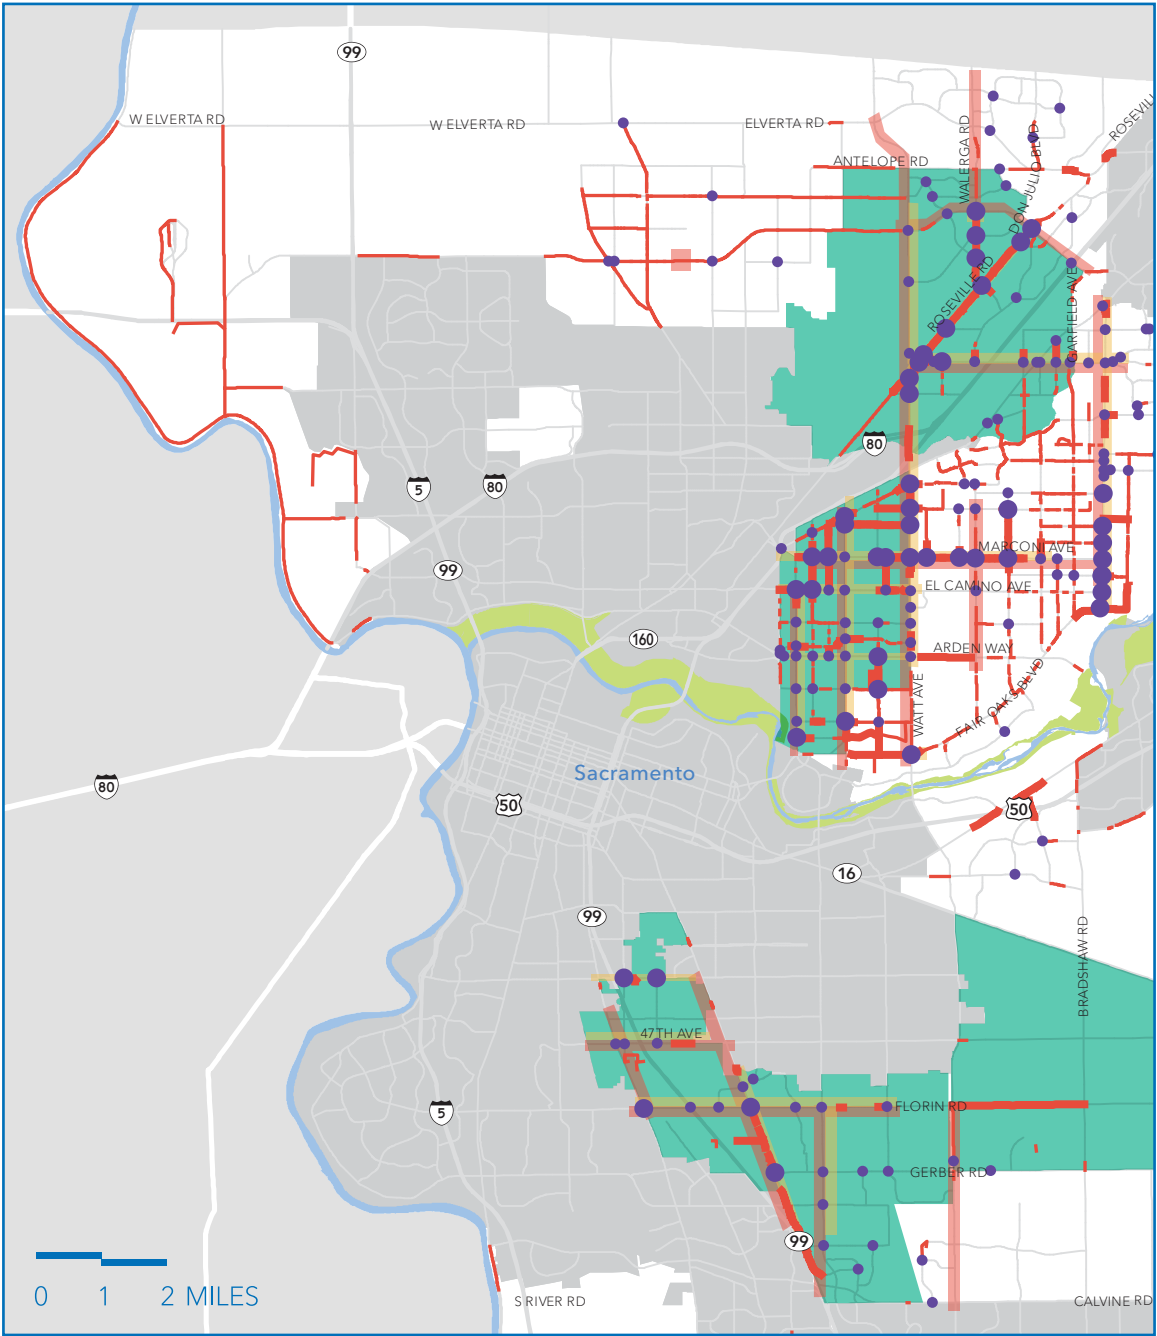 99
W ELVERTA RD
W ELVERTA RD
ELVERTA RD
ROSEVILL
ANTELOPE RD
WALERGA RD
DON JULIO BLVD
ROSEVILLE RD
GARFIELD AVE
80
5
80
99
MARCONI AVE
EL CAMINO AVE
160
ARDEN WAY
WATT AVE
FAIR OAKS BLVD
Sacramento
80
50
50
16
99
BRADSHAW RD
47TH AVE
5
FLORIN RD
GERBER RD
99
0 1 2 MILES
S RIVER RD
CALVINE RD